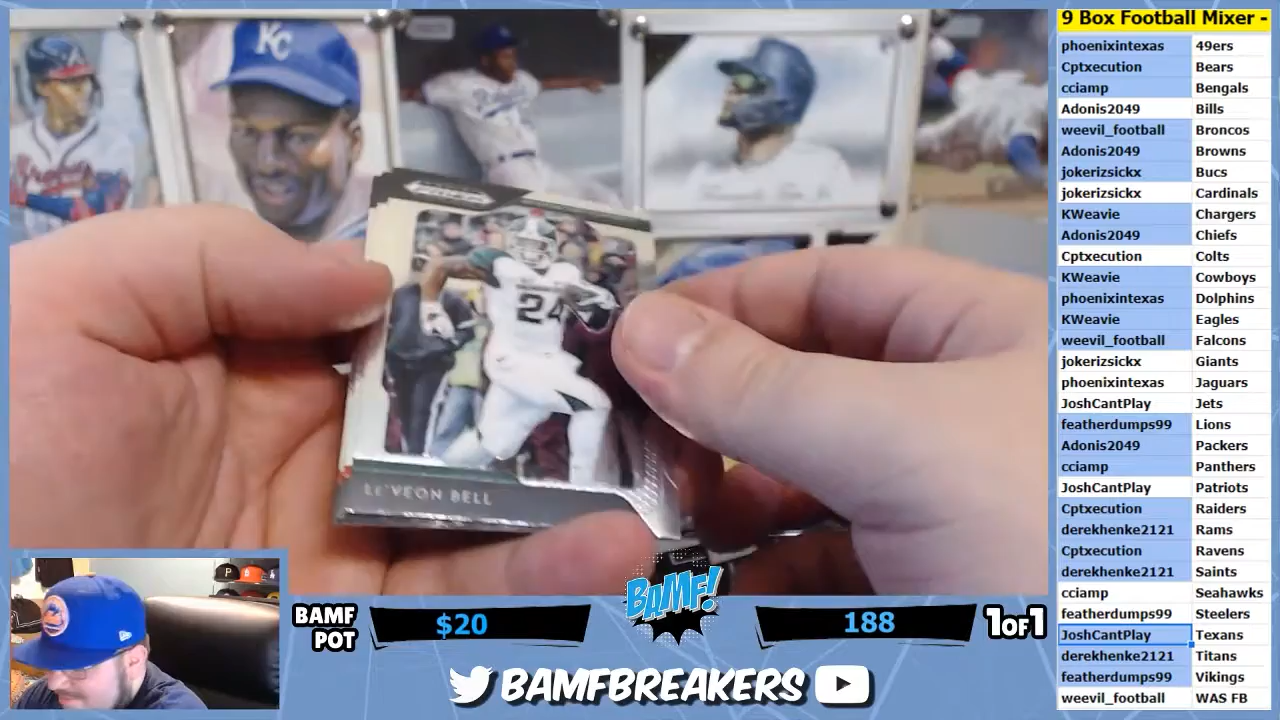 9 Box Football Mixer -
phoenixintexas 49ers
Cptxecution Bears
cciamp Bengals
Adonis2049 Bills
weevil_football Broncos
Adonis2049 Browns
jokerizsickx Bucs
jokerizsickx Cardinals
KWeavie Chargers
Adonis2049 Chiefs
Cptxecution Colts
KWeavie Cowboys
phoenixintexas Dolphins
KWeavie Eagles
weevil_football Falcons
jokerizsickx Giants
phoenixintexas Jaguars
JoshCantPlay Jets
featherdumps99 Lions
Adonis2049 Packers
cciamp Panthers
JoshCantPlay Patriots
Cptxecution Raiders
derekhenke2121 Rams
Cptxecution Ravens
derekhenke2121 Saints
cciamp Seahawks
featherdumps99 Steelers
JoshCantPlay Texans
derekhenke2121 Titans
featherdumps99 Vikings
weevil_football WAS FB
KC
24
LE'VEON BELL
P
BAMF POT
$20
BAMF!
188
1OF1
BAMFBREAKERS